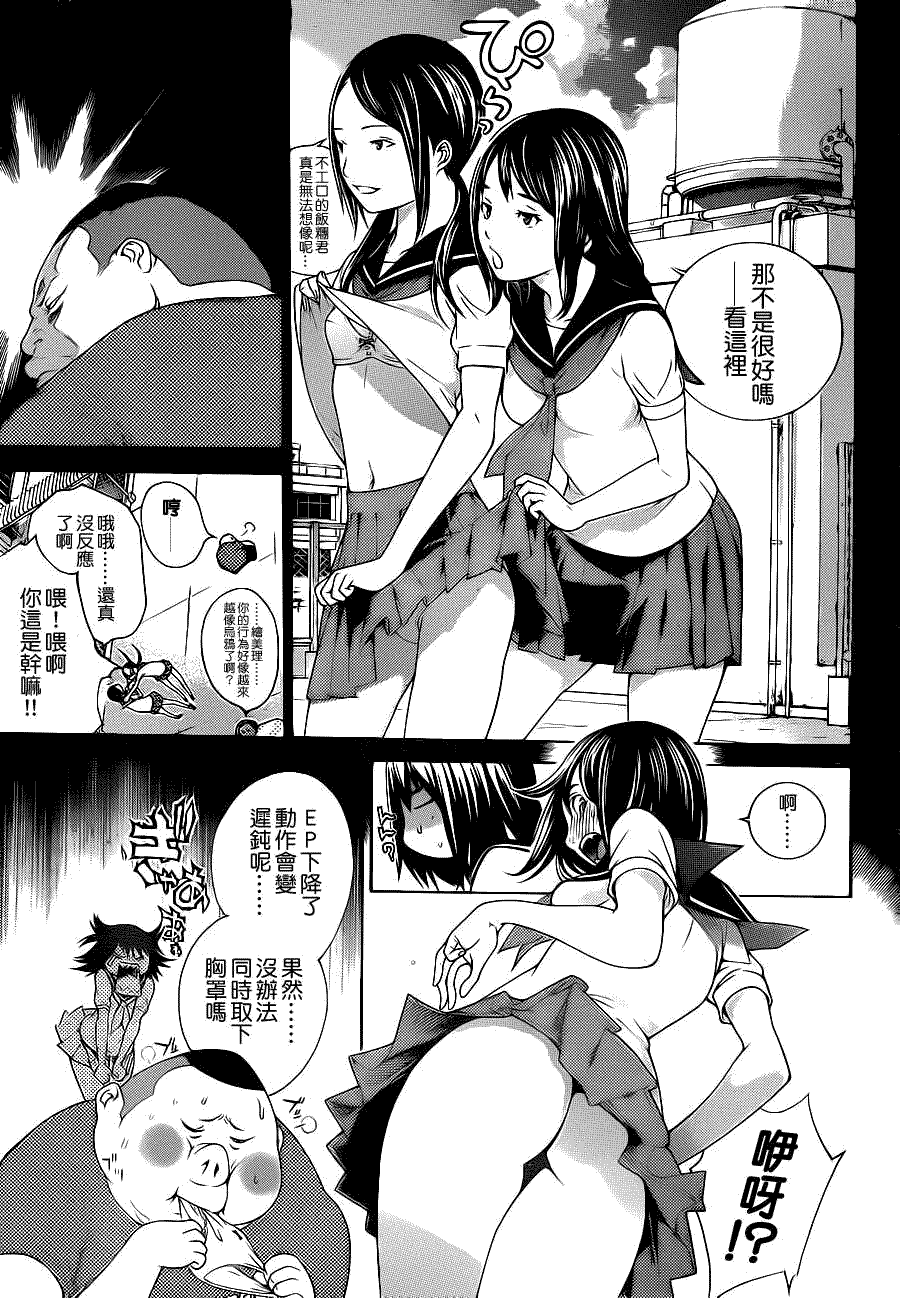 ぴらっ
那不是很好嗎
——看這裡
不工口的飯糰君
真是無法想像呢…
哼………
哦哦……還真
沒反應
了啊
……繪美理……
你的行為好像越來
越像烏鴉了啊？
喂！喂啊
你這是幹嘛!!
啊……
EP下降了
動作會變
遲鈍呢……
果然……
沒辦法
同時取下
胸罩嗎
咿呀!?